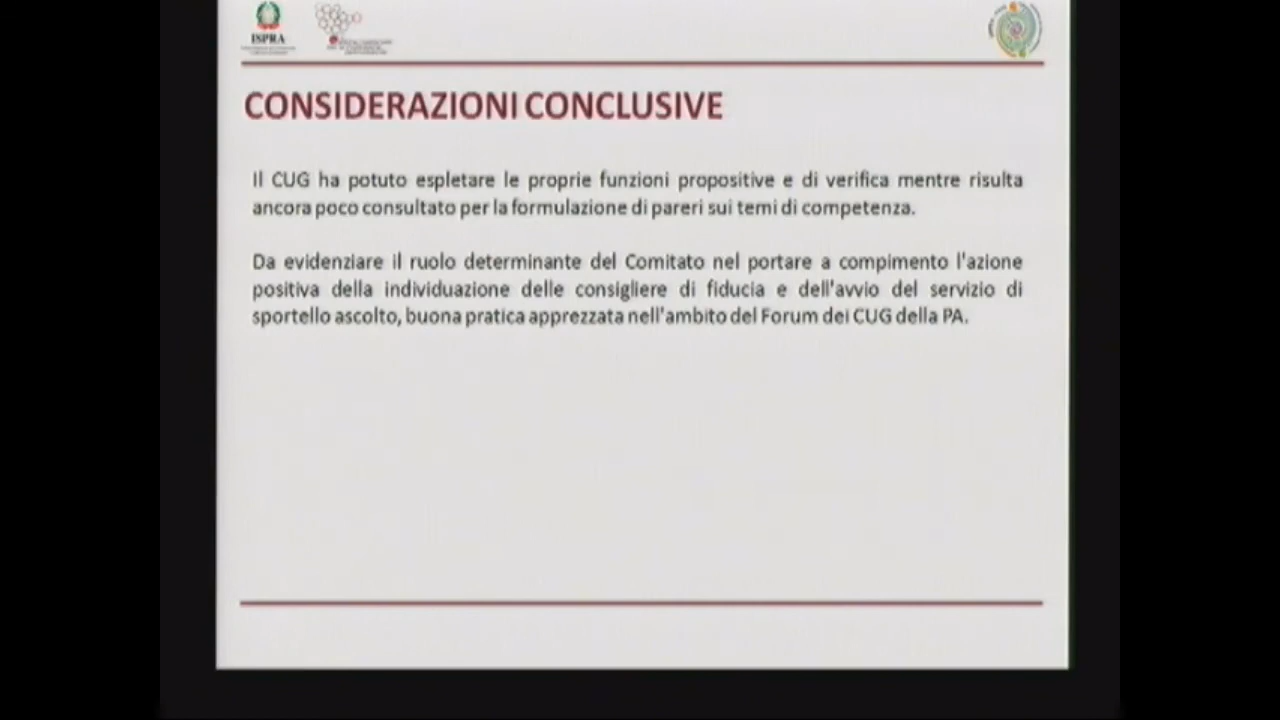 ISPRA
CONSIDERAZIONI CONCLUSIVE
Il CUG ha potuto espletare le proprie funzioni propositive e di verifica mentre risulta
ancora poco consultato per la formulazione di pareri sui temi di competenza.
Da evidenziare il ruolo determinante del Comitato nel portare a compimento l'azione
positiva della individuazione delle consigliere di fiducia e dell'avvio del servizio di
sportello ascolto, buona pratica apprezzata nell'ambito del Forum dei CUG della PA.